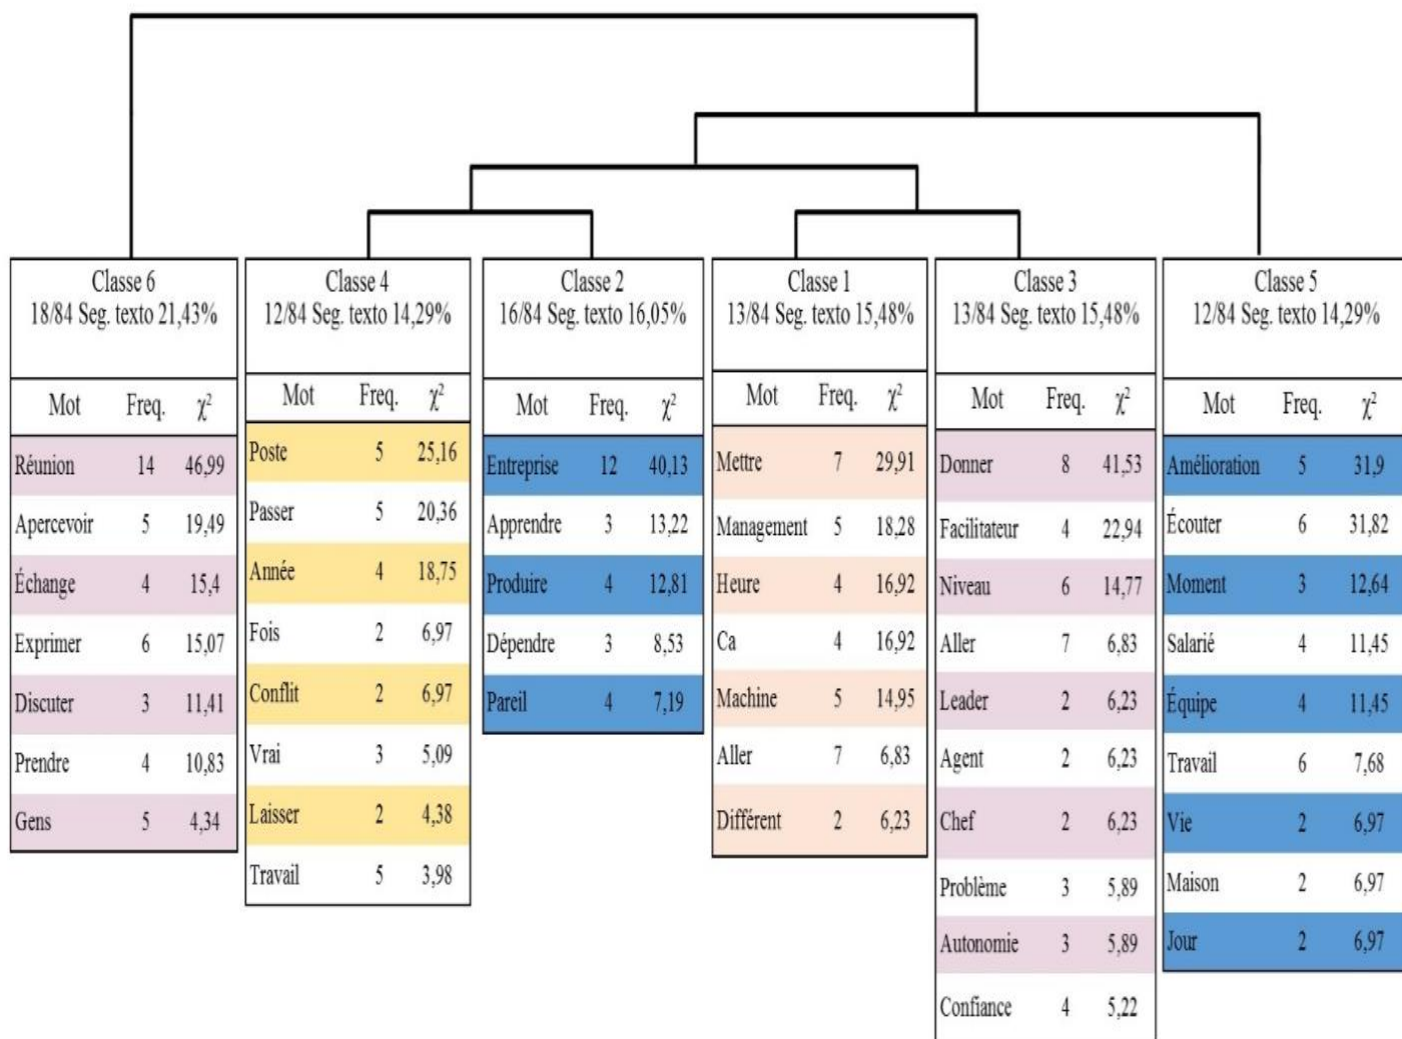 Classe 6
18/84 Seg. texto 21,43%
Mot Freq. χ²
Réunion 14 46,99
Apercevoir 5 19,49
Échange 4 15,4
Exprimer 6 15,07
Discuter 3 11,41
Prendre 4 10,83
Gens 5 4,34
Classe 4
12/84 Seg. texto 14,29%
Mot Freq. χ²
Poste 5 25,16
Passer 5 20,36
Année 4 18,75
Fois 2 6,97
Conflit 2 6,97
Vrai 3 5,09
Laisser 2 4,38
Travail 5 3,98
Classe 2
16/84 Seg. texto 16,05%
Mot Freq. χ²
Entreprise 12 40,13
Apprendre 3 13,22
Produire 4 12,81
Dépendre 3 8,53
Pareil 4 7,19
Classe 1
13/84 Seg. texto 15,48%
Mot Freq. χ²
Mettre 7 29,91
Management 5 18,28
Heure 4 16,92
Ca 4 16,92
Machine 5 14,95
Aller 7 6,83
Différent 2 6,23
Classe 3
13/84 Seg. texto 15,48%
Mot Freq. χ²
Donner 8 41,53
Facilitateur 4 22,94
Niveau 6 14,77
Aller 7 6,83
Leader 2 6,23
Agent 2 6,23
Chef 2 6,23
Problème 3 5,89
Autonomie 3 5,89
Confiance 4 5,22
Classe 5
12/84 Seg. texto 14,29%
Mot Freq. χ²
Amélioration 5 31,9
Écouter 6 31,82
Moment 3 12,64
Salarié 4 11,45
Équipe 4 11,45
Travail 6 7,68
Vie 2 6,97
Maison 2 6,97
Jour 2 6,97